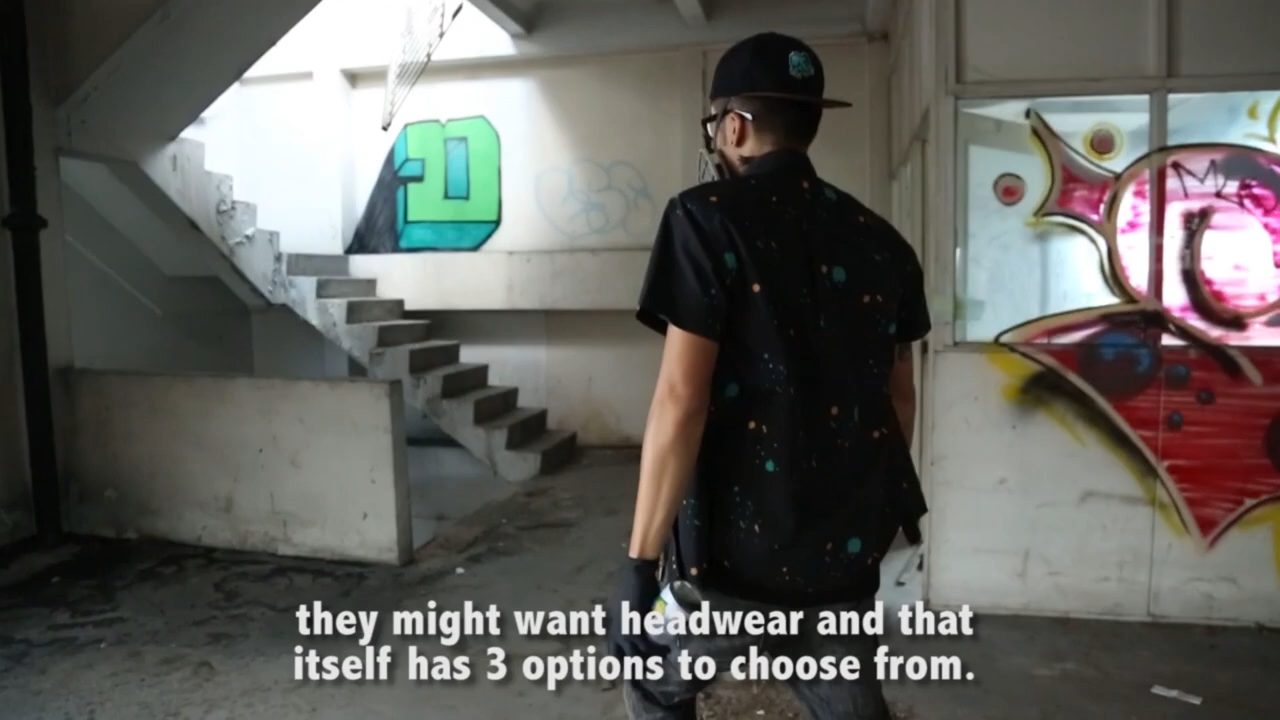 they might want headwear and that
itself has 3 options to choose from.